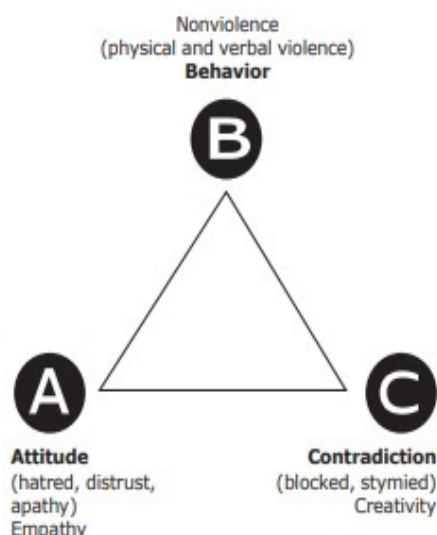 Nonviolence
(physical and verbal violence)
Behavior
B
A
C
Attitude
(hatred, distrust,
apathy)
Empathy
Contradiction
(blocked, stymied)
Creativity